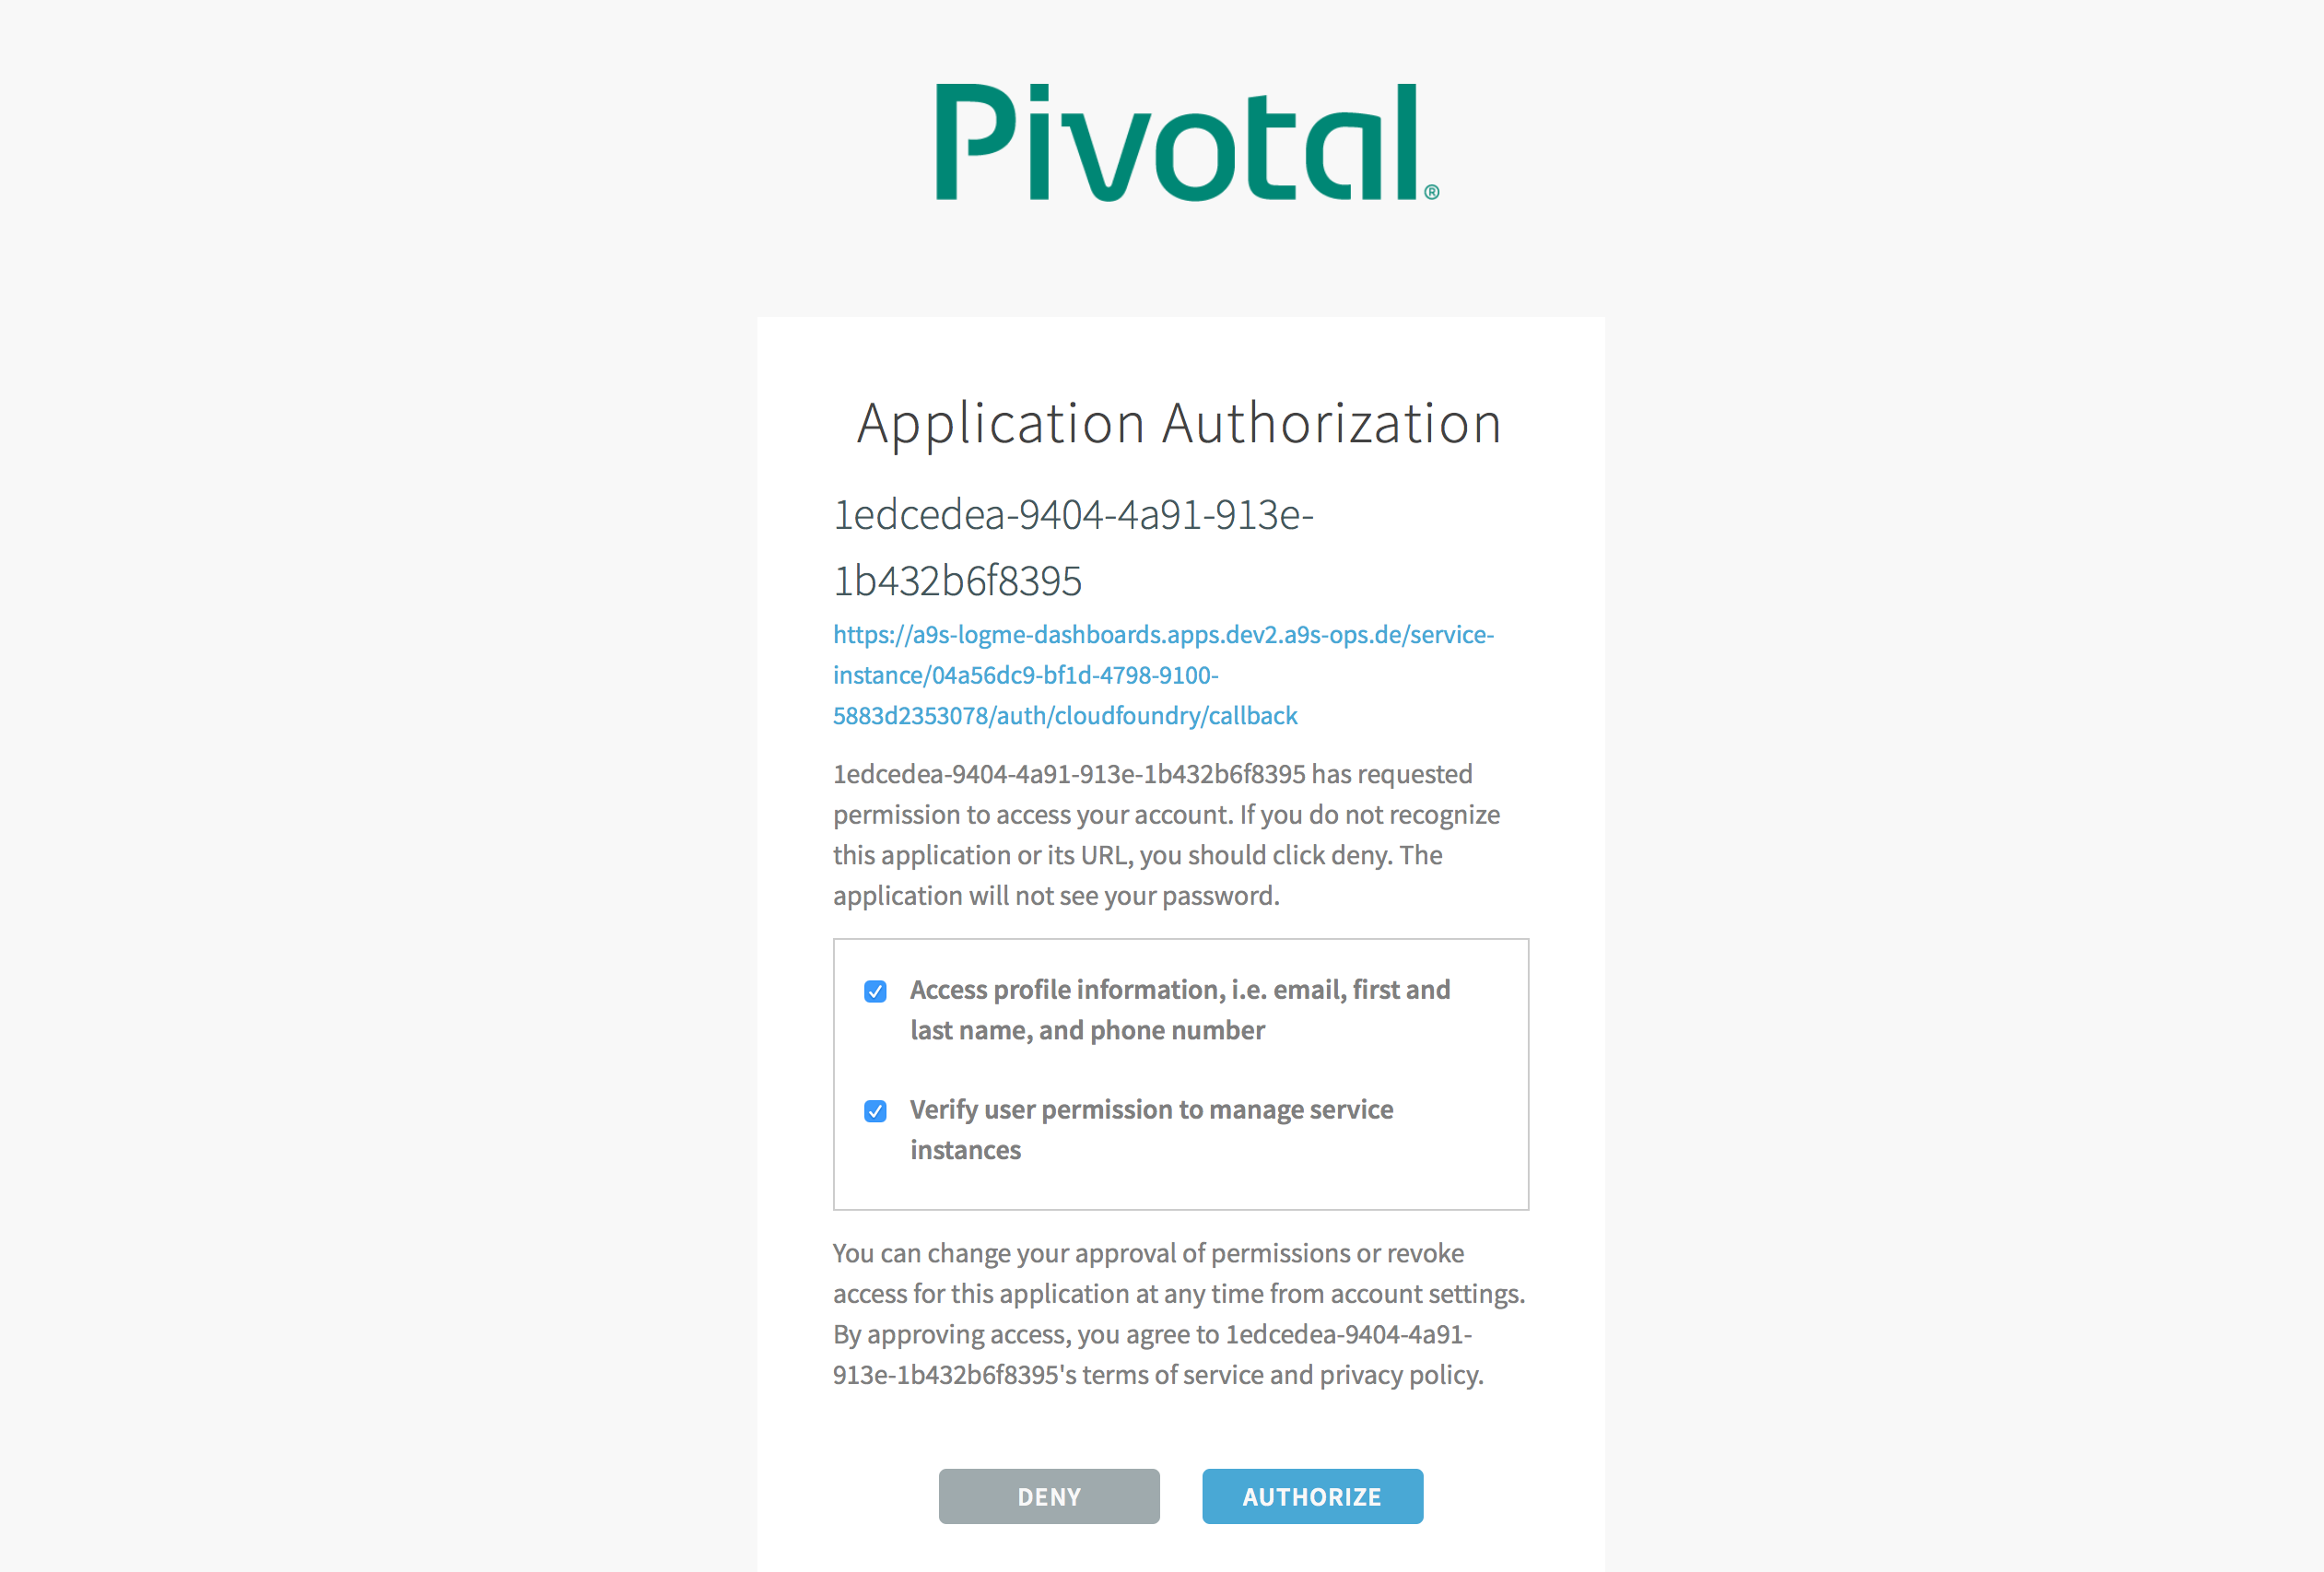 Pivotal®
Application Authorization
1edcedea-9404-4a91-913e-
1b432b6f8395
https://a9s-logme-dashboards.apps.dev2.a9s-ops.de/service-
instance/04a56dc9-bf1d-4798-9100-
5883d2353078/auth/cloudfoundry/callback
1edcedea-9404-4a91-913e-1b432b6f8395 has requested
permission to access your account. If you do not recognize
this application or its URL, you should click deny. The
application will not see your password.
Access profile information, i.e. email, first and
last name, and phone number
Verify user permission to manage service
instances
You can change your approval of permissions or revoke
access for this application at any time from account settings.
By approving access, you agree to 1edcedea-9404-4a91-
913e-1b432b6f8395's terms of service and privacy policy.
DENY
AUTHORIZE